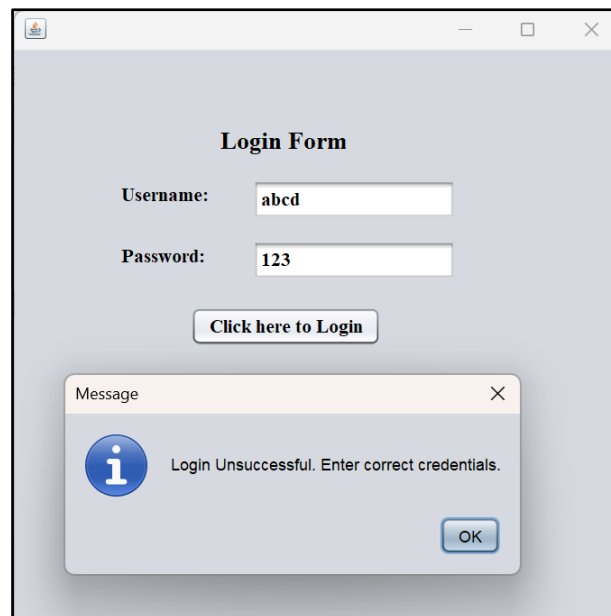 Login Form
Username:
abcd
Password:
123
Click here to Login
Message
Login Unsuccessful. Enter correct credentials.
OK